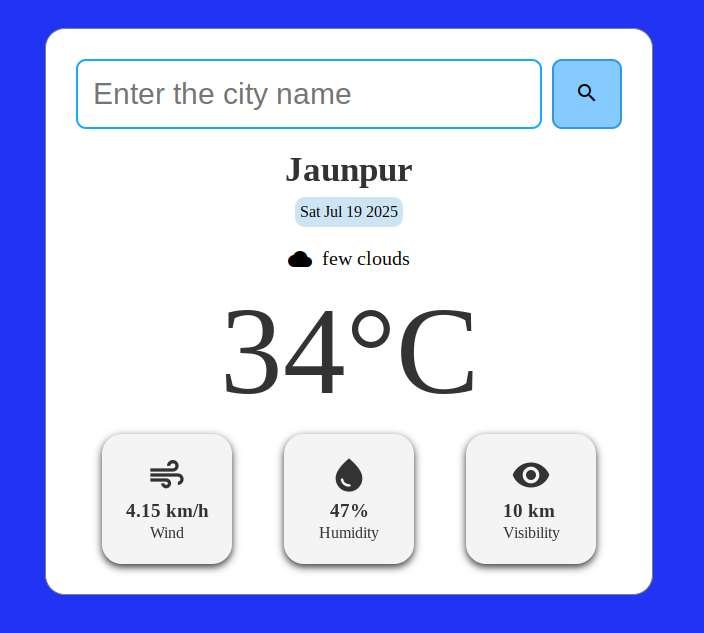 Enter the city name
Jaunpur
Sat Jul 19 2025
few clouds
34°C
4.15 km/h
Wind
47%
Humidity
10 km
Visibility